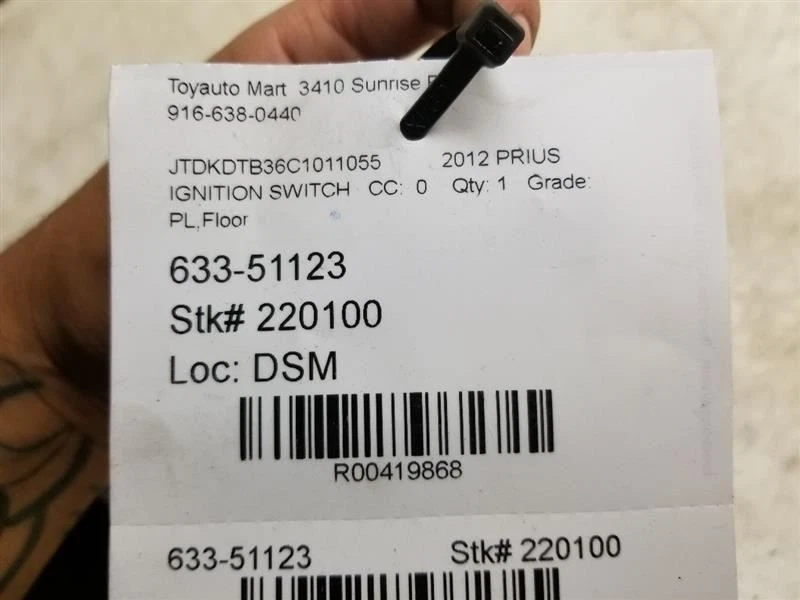 Toyauto Mart 3410 Sunrise
916-638-0440
JTDKDTB36C1011055 2012 PRIUS
IGNITION SWITCH CC: 0 Qty: 1 Grade:
PL,Floor
633-51123
Stk# 220100
Loc: DSM
R00419868
633-51123 Stk# 220100